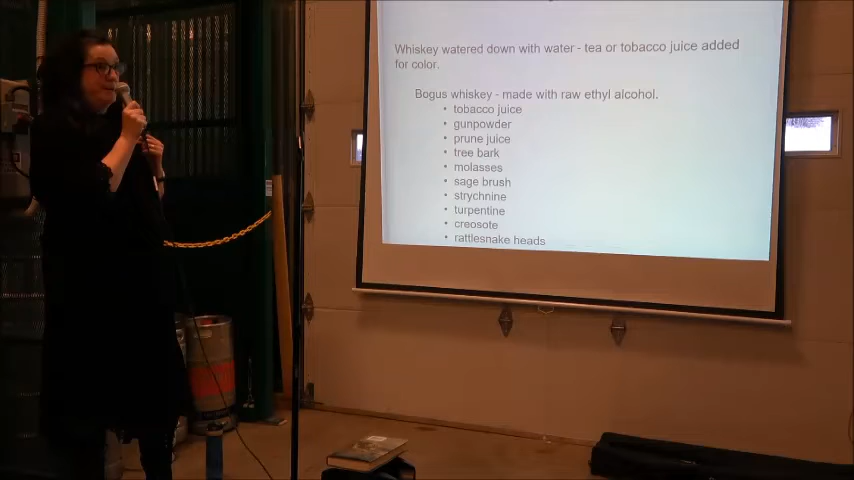 Whiskey watered down with water - tea or tobacco juice added
for color.
Bogus whiskey - made with raw ethyl alcohol.
• tobacco juice
• gunpowder
• prune juice
• tree bark
• molasses
• sage brush
• strychnine
• turpentine
• creosote
• rattlesnake heads